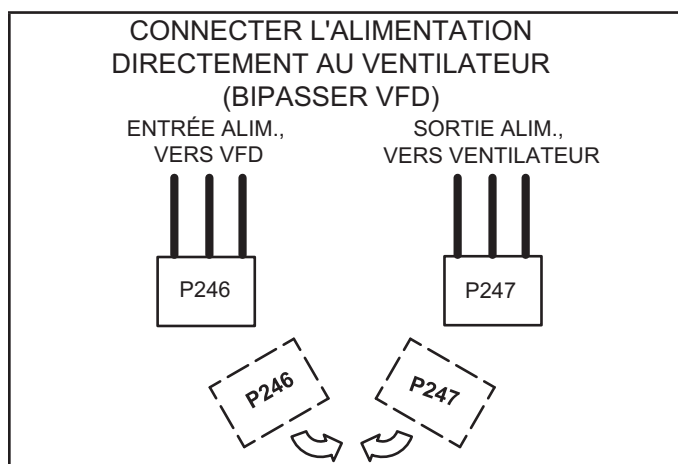 CONNECTER L'ALIMENTATION
DIRECTEMENT AU VENTILATEUR
(BIPASSER VFD)
ENTRÉE ALIM.,
VERS VFD
SORTIE ALIM.,
VERS VENTILATEUR
P246
P247
P246
P247